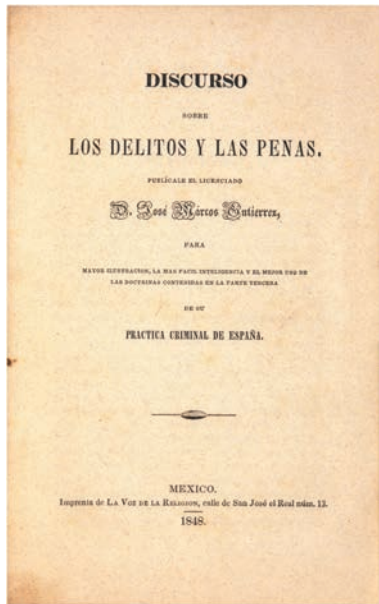 DISCURSO
SOBRE
LOS DELITOS Y LAS PENAS.
PUBLÍCALE EL LICENCIADO
D. José Márcos Gutierrez,
PARA
MAYOR ILUSTRACION, LA MAS FACIL INTELIGENCIA Y EL MEJOR USO DE
LAS DOCTRINAS CONTENIDAS EN LA PARTE TERCERA
DE SU
PRACTICA CRIMINAL DE ESPAÑA.
MEXICO.
Imprenta de LA VOZ DE LA RELIGION, calle de San José el Real núm. 13.
1848.